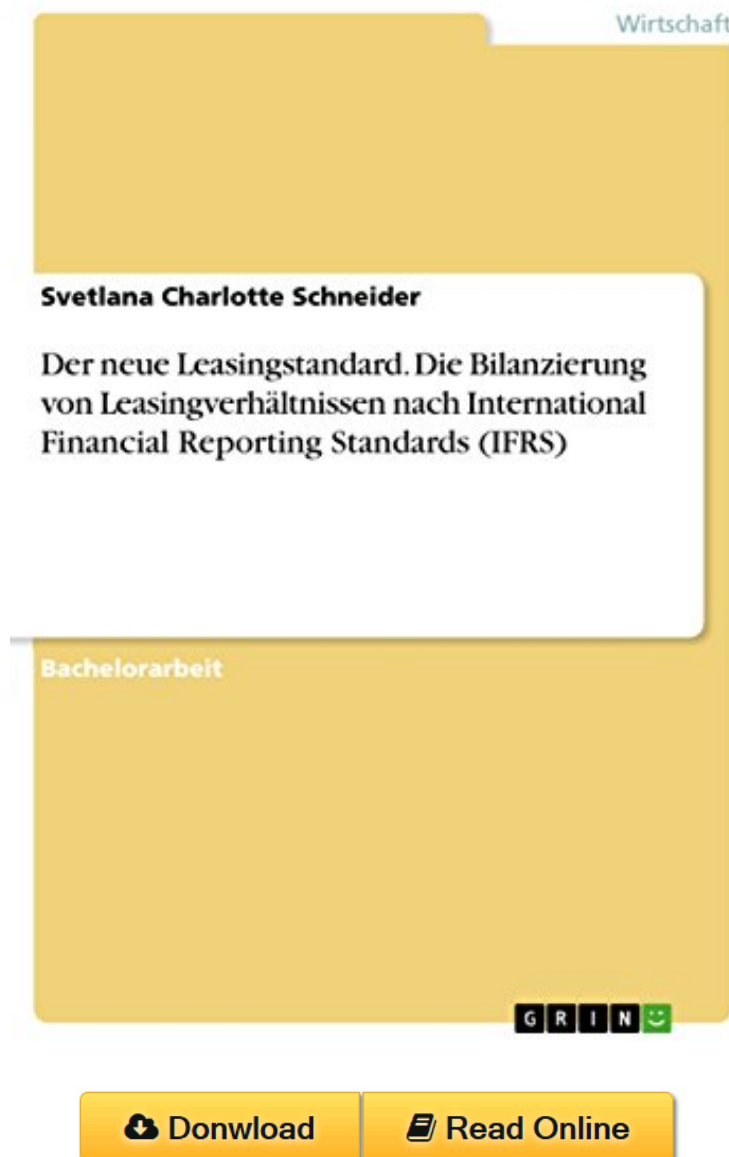 Wirtschaft
Svetlana Charlotte Schneider
Der neue Leasingstandard. Die Bilanzierung
von Leasingverhältnissen nach International
Financial Reporting Standards (IFRS)
Bachelorarbeit
GRIN
Donwload Read Online